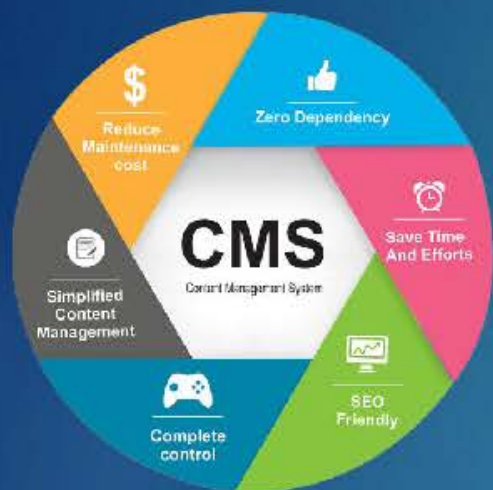 $
Reduce
Maintenance
cost
Zero Dependency
Save Time
And Efforts
SEO
Friendly
Complete
control
Simplified
Content
Management
CMS
Content Management System